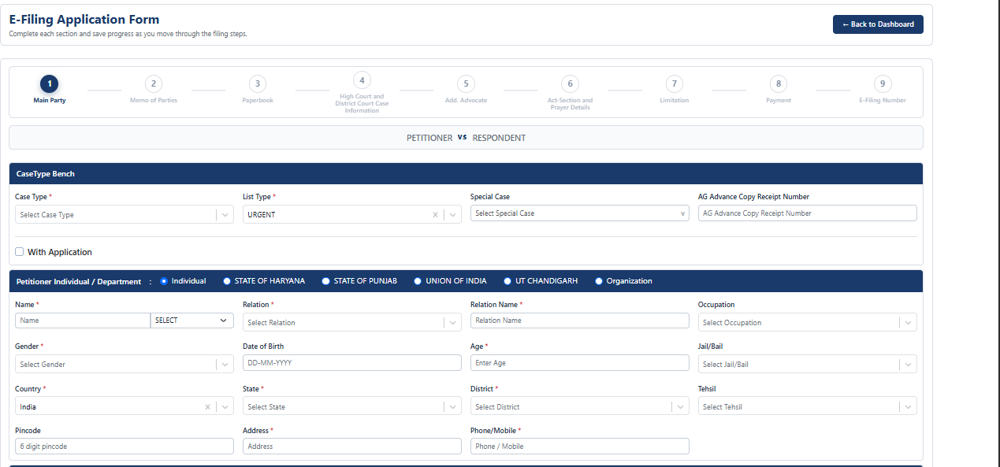 E-Filing Application Form
Complete each section and save progress as you move through the filing steps.
← Back to Dashboard
1 2 3 4 5 6 7 8 9
Main Party
Memo of Parties
Paperbook
High Court and
District Court Case
Information
Add. Advocate
Act-Section and
Prayer Details
Limitation
Payment
E-Filing Number
PETITIONER vs RESPONDENT
CaseType Bench
Case Type * List Type * Special Case AG Advance Copy Receipt Number
Select Case Type URGENT Select Special Case AG Advance Copy Receipt Number
With Application
Petitioner Individual / Department : Individual STATE OF HARYANA STATE OF PUNJAB UNION OF INDIA UT CHANDIGARH Organization
Name * Relation * Relation Name * Occupation
Name SELECT Select Relation Relation Name Select Occupation
Gender * Date of Birth Age * Jail/Bail
Select Gender DD-MM-YYYY Enter Age Select Jail/Bail
Country * State * District * Tehsil
India Select State Select District Select Tehsil
Pincode Address * Phone/Mobile *
6 digit pincode Address Phone / Mobile